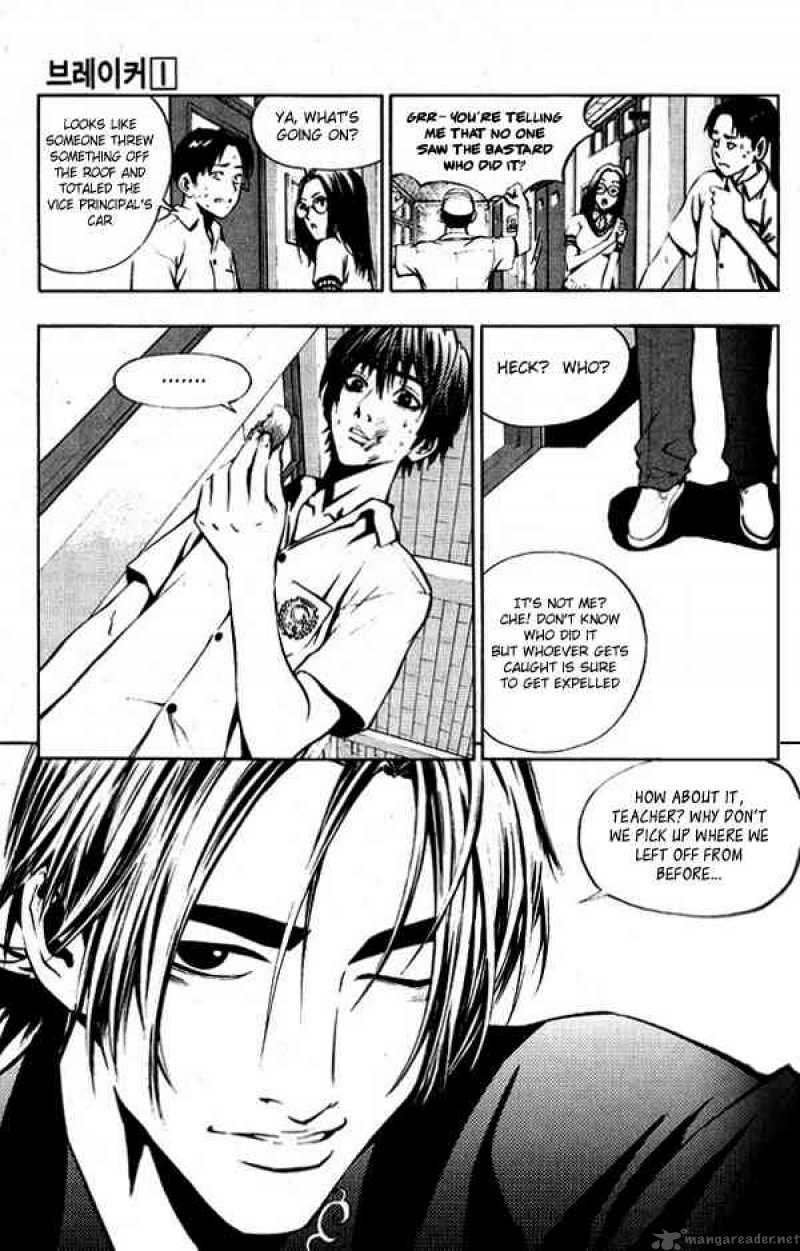 브레이커 1
LOOKS LIKE
SOMEONE THREW
SOMETHING OFF
THE ROOF AND
TOTALED THE
VICE PRINCIPAL'S
CAR
YA, WHAT'S
GOING ON?
GRR- YOU'RE TELLING
ME THAT NO ONE
SAW THE BASTARD
WHO DID IT?
.......
HECK? WHO?
IT'S NOT ME?
CHE! DON'T KNOW
WHO DID IT
BUT WHOEVER GETS
CAUGHT IS SURE
TO GET EXPELLED
HOW ABOUT IT,
TEACHER? WHY DON'T
WE PICK UP WHERE WE
LEFT OFF FROM
BEFORE...
mangareader.net